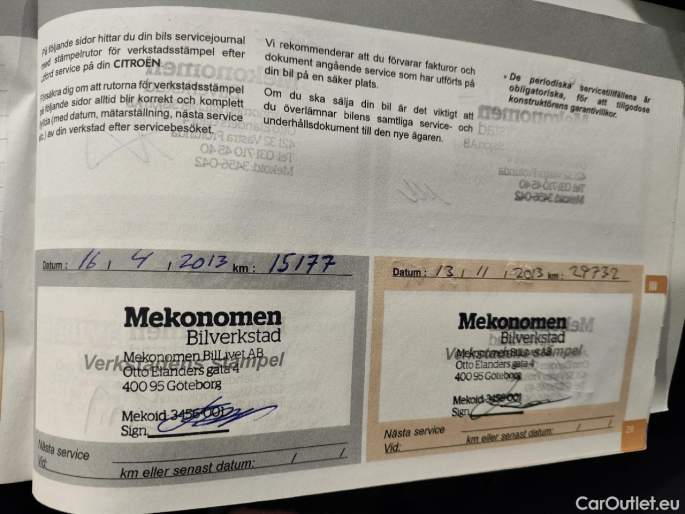 På följande sidor hittar du din bils servicejournal
med stämpelrutor för verkstadsstämpel efter
utförd service på din CITROËN.
Försäkra dig om att rutorna för verkstadsstämpel
på följande sidor alltid blir korrekt och komplett
ifyllda (med datum, mätarställning, nästa service
etc.) av din verkstad efter servicebesöket.
Vi rekommenderar att du förvarar fakturor och
dokument angående service som har utförts på
din bil på en säker plats.
Om du ska sälja din bil är det viktigt att
du överlämnar bilens samtliga service- och
underhållsdokument till den nye ägaren.
* De periodiska servicetillfällena är
obligatoriska, för att tillgodose
konstruktörens garantivillkor.
Datum : 16 / 4 / 2013 km : 15177
Mekonomen
Bilverkstad
Verkstadens stämpel
Mekonomen BilLivet AB
Otto Elanders gata 4
400 95 Göteborg
Mekoid 3456-001
Sign.
Nästa service
Vid: km eller senast datum: / /
Datum : 13 / 11 / 2013 km : 29732
Mekonomen
Bilverkstad
Verkstadens stämpel
Otto Elanders gata 4
400 95 Göteborg
Mekoid 3456-001
Sign.
Nästa service
Vid: km eller senast datum: / /
29
CarOutlet.eu